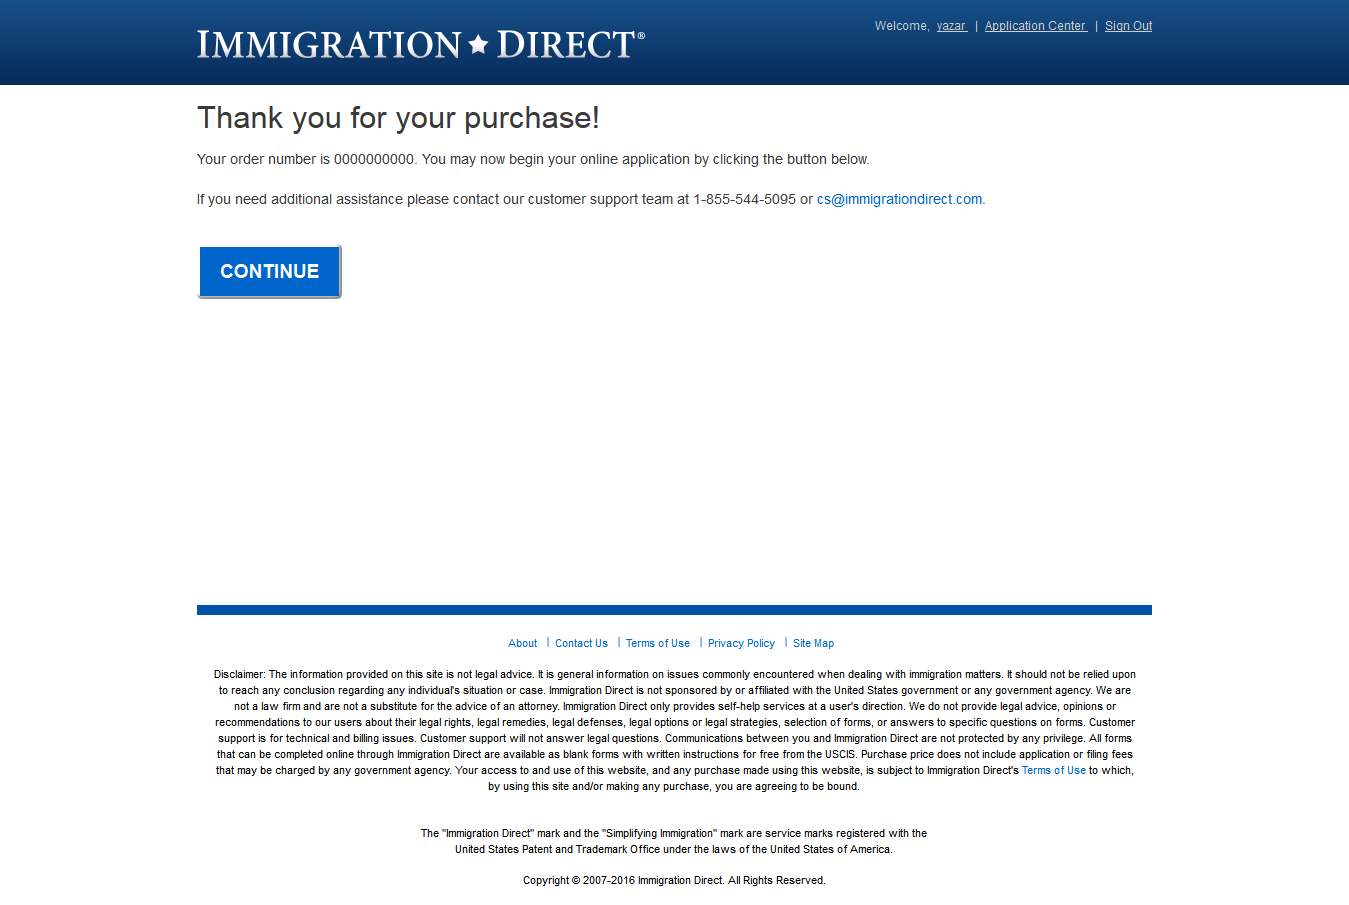 IMMIGRATION★DIRECT®
Welcome, yazar | Application Center | Sign Out
Thank you for your purchase!
Your order number is 0000000000. You may now begin your online application by clicking the button below.
If you need additional assistance please contact our customer support team at 1-855-544-5095 or cs@immigrationdirect.com.
CONTINUE
About | Contact Us | Terms of Use | Privacy Policy | Site Map
Disclaimer: The information provided on this site is not legal advice. It is general information on issues commonly encountered when dealing with immigration matters. It should not be relied upon
to reach any conclusion regarding any individual's situation or case. Immigration Direct is not sponsored by or affiliated with the United States government or any government agency. We are
not a law firm and are not a substitute for the advice of an attorney. Immigration Direct only provides self-help services at a user's direction. We do not provide legal advice, opinions or
recommendations to our users about their legal rights, legal remedies, legal defenses, legal options or legal strategies, selection of forms, or answers to specific questions on forms. Customer
support is for technical and billing issues. Customer support will not answer legal questions. Communications between you and Immigration Direct are not protected by any privilege. All forms
that can be completed online through Immigration Direct are available as blank forms with written instructions for free from the USCIS. Purchase price does not include application or filing fees
that may be charged by any government agency. Your access to and use of this website, and any purchase made using this website, is subject to Immigration Direct's Terms of Use to which,
by using this site and/or making any purchase, you are agreeing to be bound.
The "Immigration Direct" mark and the "Simplifying Immigration" mark are service marks registered with the
United States Patent and Trademark Office under the laws of the United States of America.
Copyright © 2007-2016 Immigration Direct. All Rights Reserved.